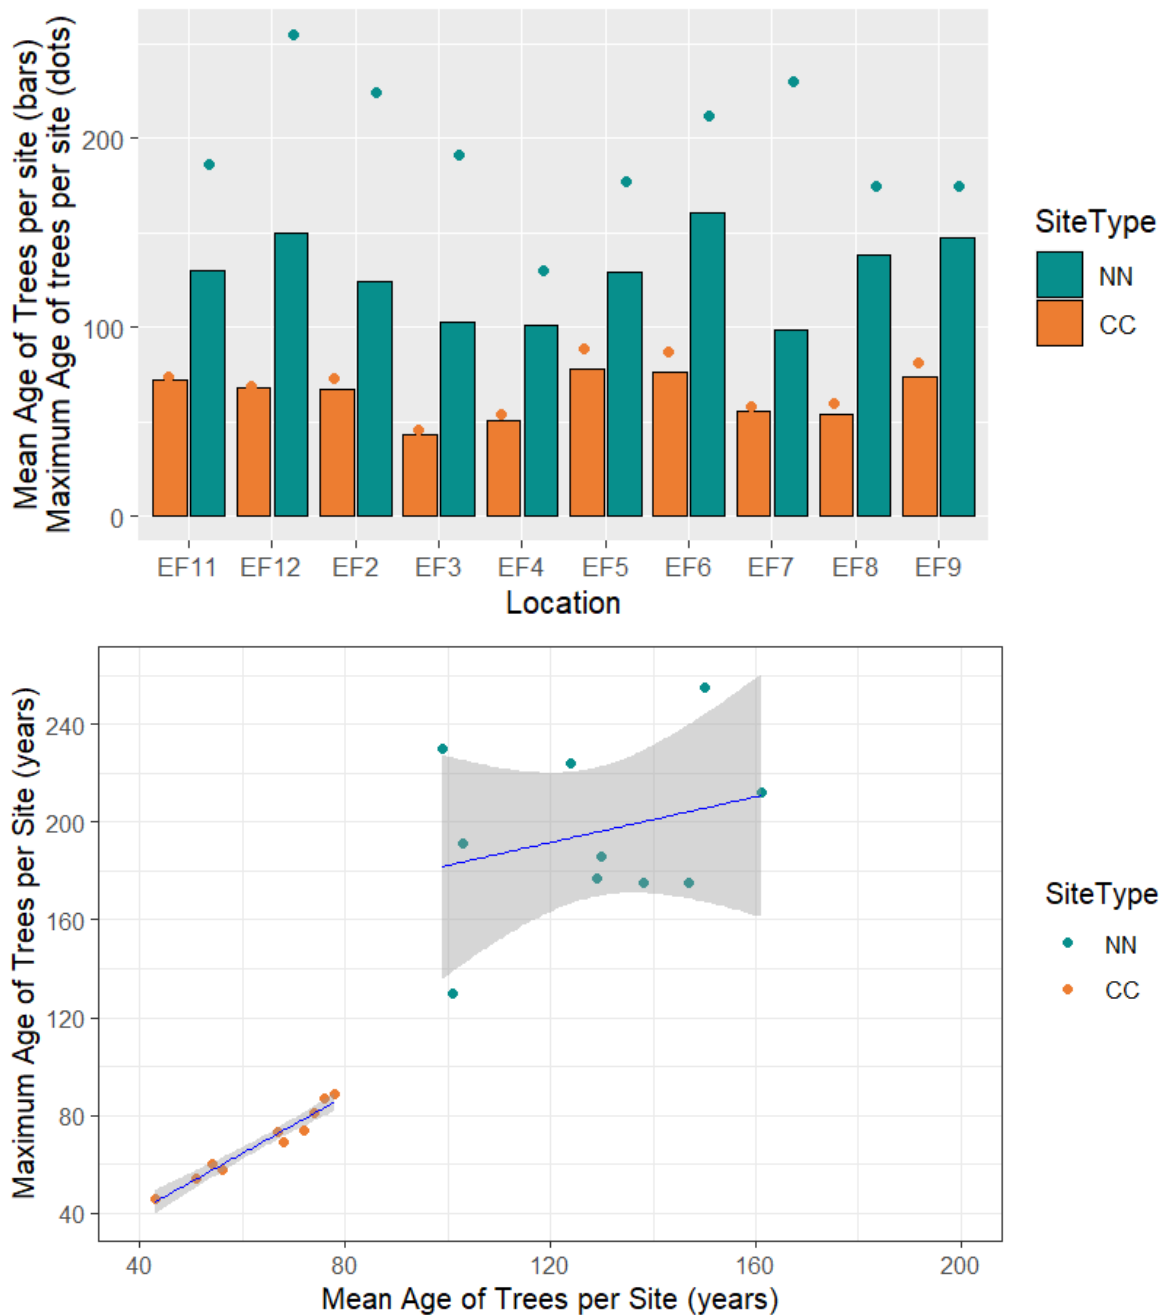 Mean Age of Trees per site (bars)
Maximum Age of trees per site (dots)
200
100
0
EF11 EF12 EF2 EF3 EF4 EF5 EF6 EF7 EF8 EF9
Location
SiteType
NN
CC
Maximum Age of Trees per Site (years)
240
200
160
120
80
40
40 80 120 160 200
Mean Age of Trees per Site (years)
SiteType
NN
CC